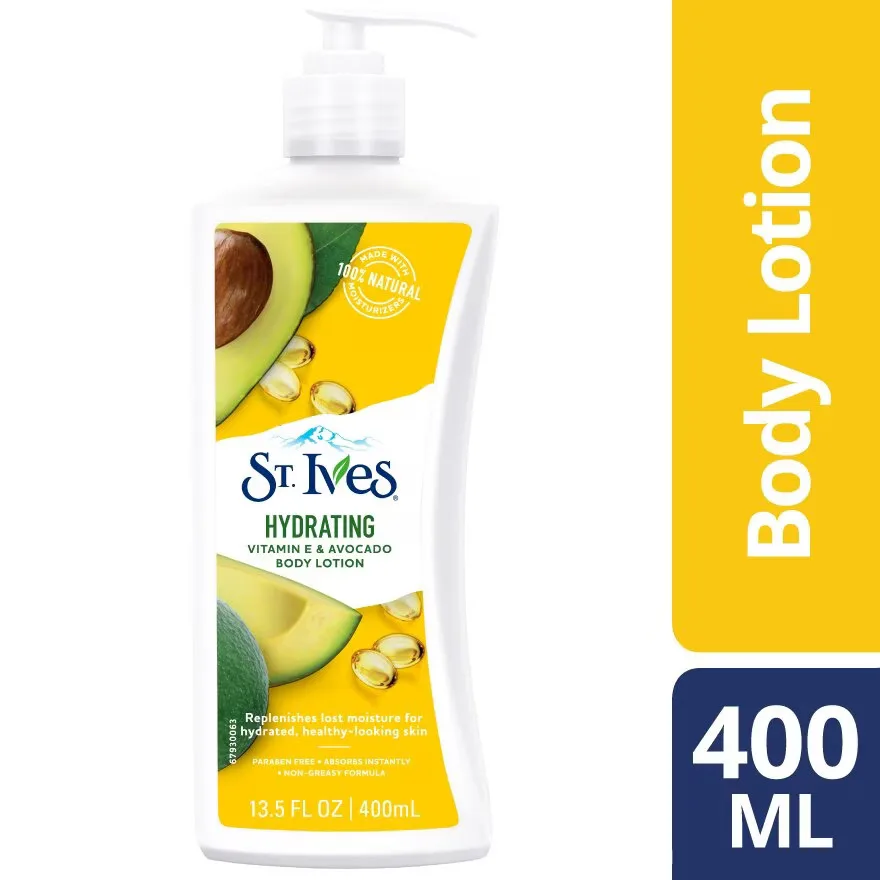 MADE WITH
100% NATURAL
MOISTURIZERS
ST. IVES®
HYDRATING
VITAMIN E & AVOCADO
BODY LOTION
Replenishes lost moisture for
hydrated, healthy-looking skin
PARABEN FREE • ABSORBS INSTANTLY
• NON-GREASY FORMULA
13.5 FL OZ | 400mL
67930063
Body Lotion
400
ML